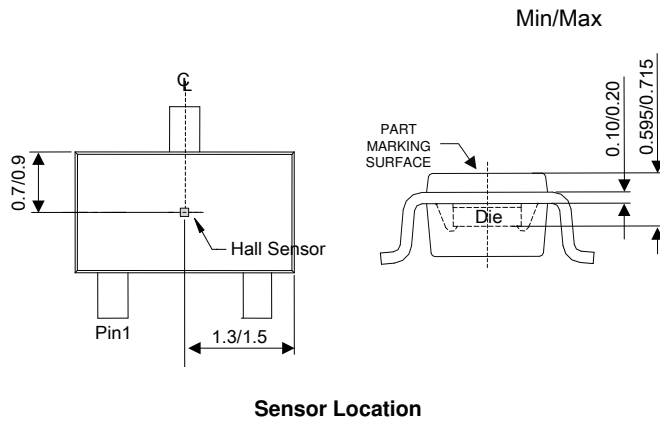 Min/Max
℄
PART
MARKING
SURFACE
0.10/0.20
0.595/0.715
0.7/0.9
Die
Hall Sensor
Pin1
1.3/1.5
Sensor Location